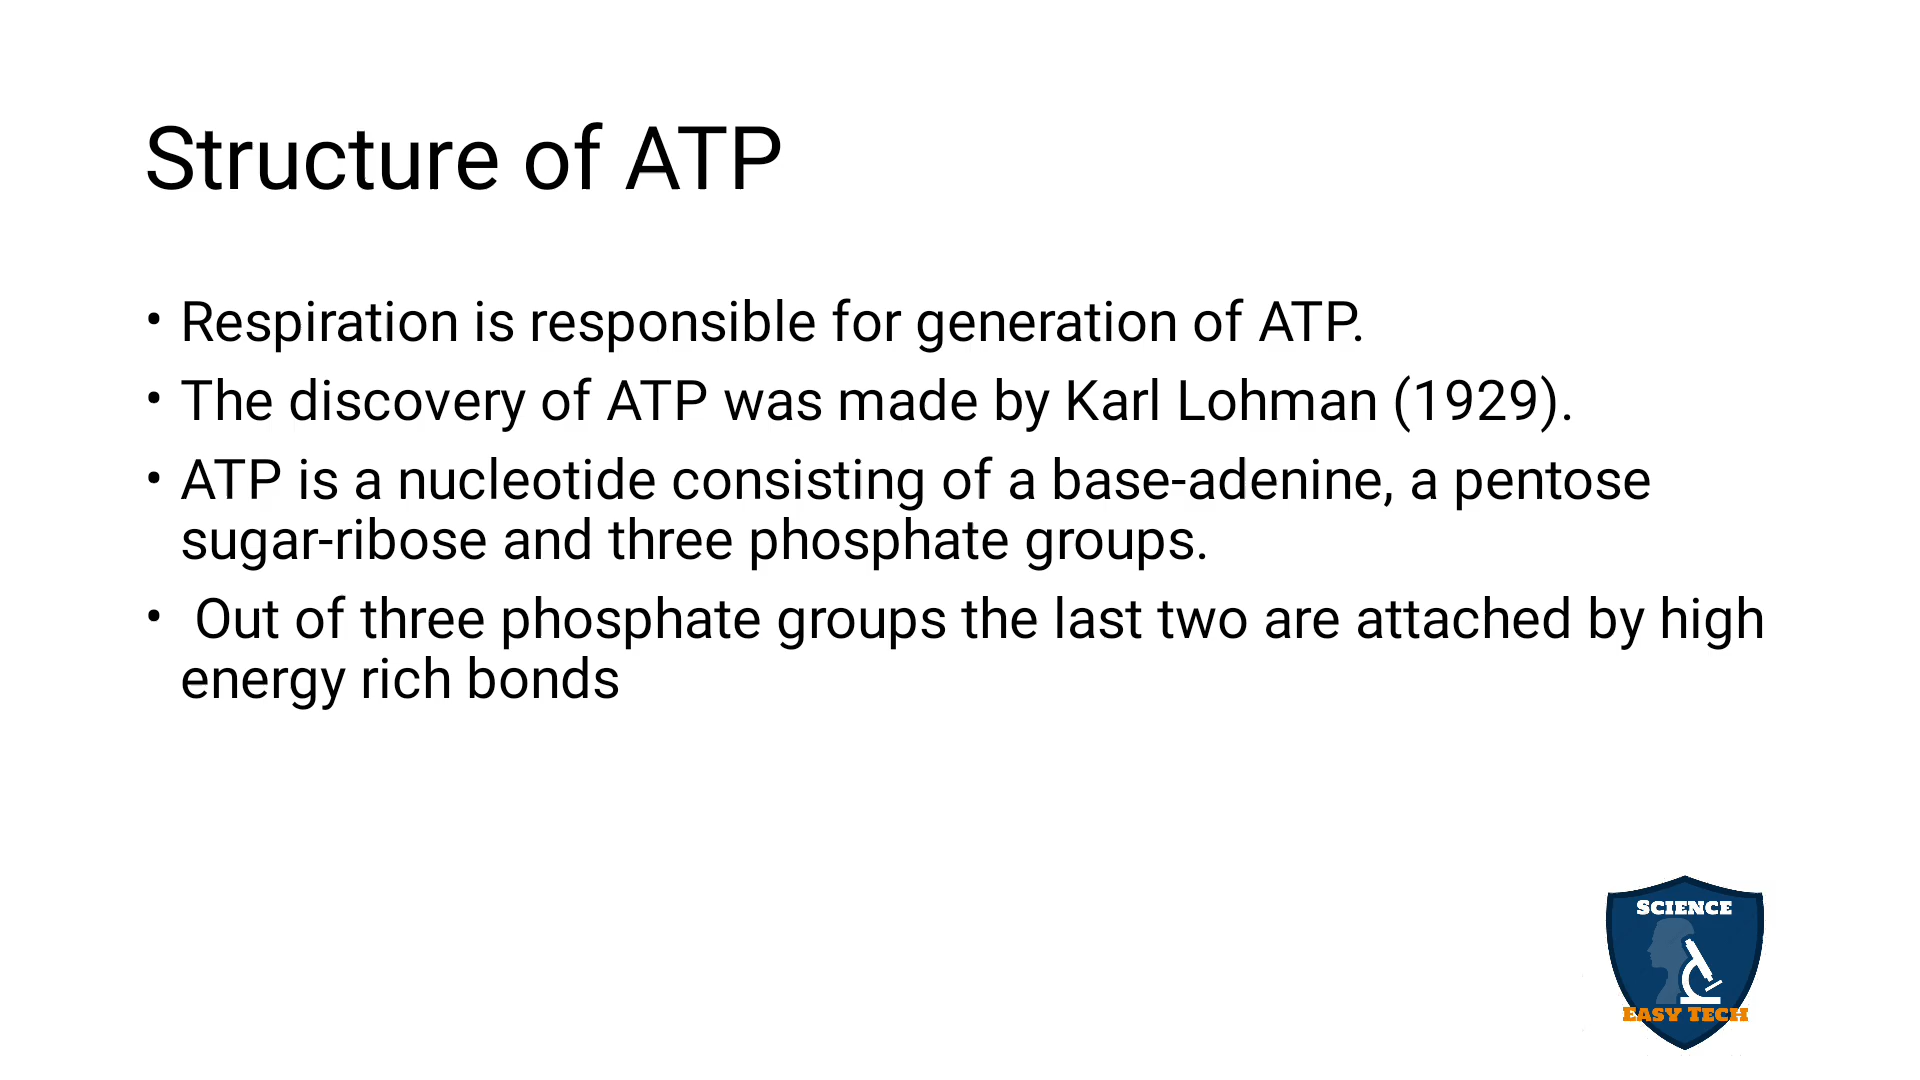 Structure of ATP
• Respiration is responsible for generation of ATP.
• The discovery of ATP was made by Karl Lohman (1929).
• ATP is a nucleotide consisting of a base-adenine, a pentose
sugar-ribose and three phosphate groups.
• Out of three phosphate groups the last two are attached by high
energy rich bonds
SCIENCE
EASY TECH